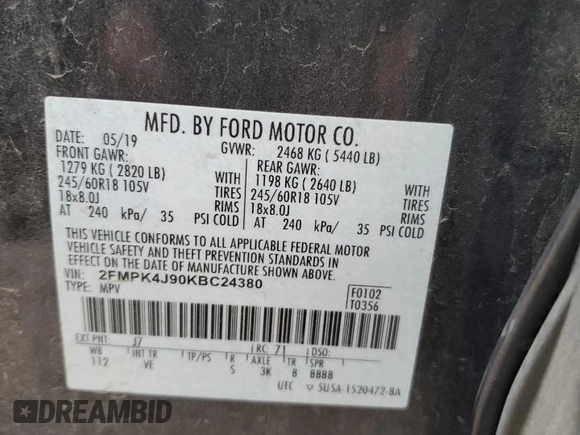 MFD. BY FORD MOTOR CO.
DATE: 05/19 GVWR: 2468 KG ( 5440 LB)
FRONT GAWR: REAR GAWR:
1279 KG ( 2820 LB) WITH 1198 KG ( 2640 LB) WITH
245/60R18 105V TIRES 245/60R18 105V TIRES
18x8.0J RIMS 18x8.0J RIMS
AT 240 kPa/ 35 PSI COLD AT 240 kPa/ 35 PSI COLD
THIS VEHICLE CONFORMS TO ALL APPLICABLE FEDERAL MOTOR
VEHICLE SAFETY AND THEFT PREVENTION STANDARDS IN
EFFECT ON THE DATE OF MANUFACTURE SHOWN ABOVE.
VIN: 2FMPK4J90KBC24380
TYPE: MPV
F0102
T0356
EXT PNT: J7 RC: 71 DSO:
WB INT TR TP/PS R AXLE TR SPR
112 VE S 3K 8 BBBB
UTC 5U5A-1520472-BA
AUTOBIDMASTER